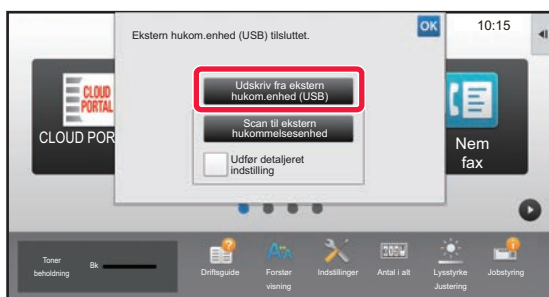 Ekstern hukom.enhed (USB) tilsluttet.
OK
10:15
Udskriv fra ekstern
hukom.enhed (USB)
Scan til ekstern
hukommelsesenhed
Udfør detaljeret
indstilling
CLOUD
PORTAL
CLOUD POR
Nem
fax
Toner
beholdning
Bk
Driftsguide
Forstør
visning
Indstillinger
Antal i alt
Lysstyrke
Justering
Jobstyring